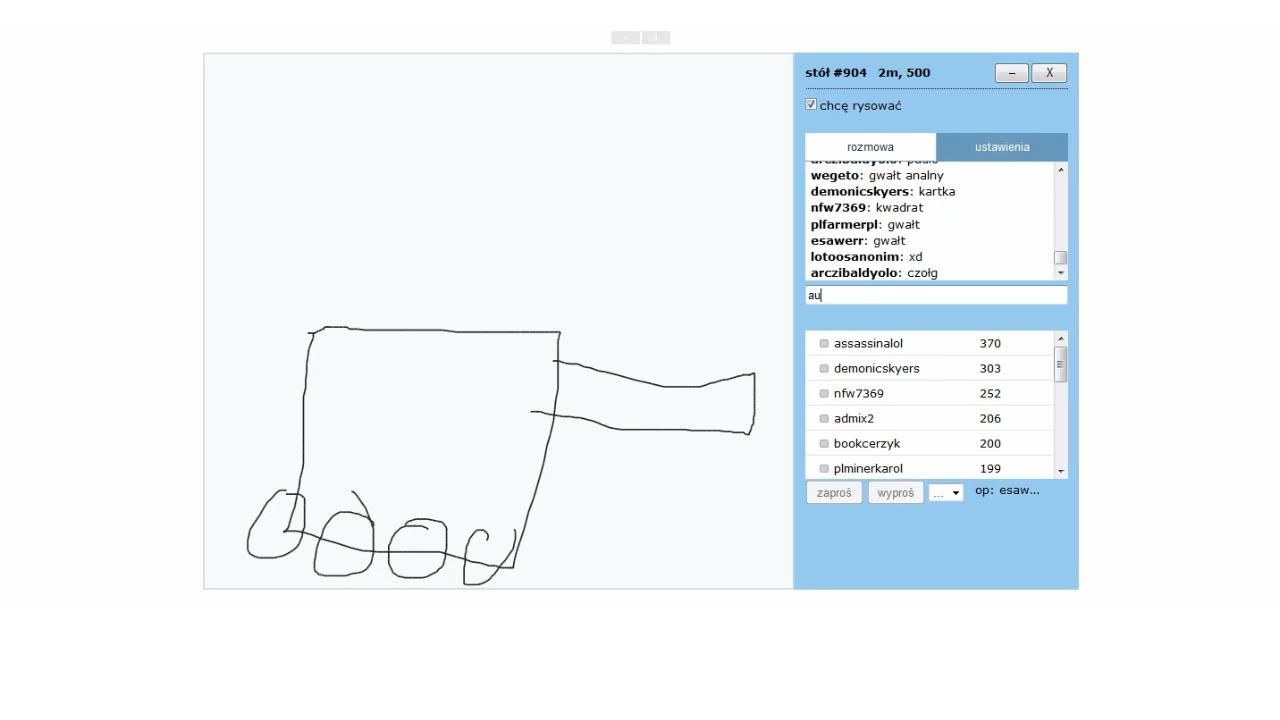 stół #904 2m, 500
– X
chcę rysować
rozmowa ustawienia
arczibaldyolo:
wegeto: gwałt analny
demonicskyers: kartka
nfw7369: kwadrat
plfarmerpl: gwałt
esawerr: gwałt
lotoosanonim: xd
arczibaldyolo: czołg
au
assassinalol 370
demonicskyers 303
nfw7369 252
admix2 206
bookcerzyk 200
plminerkarol 199
zaproś wyproś ... op: esaw...